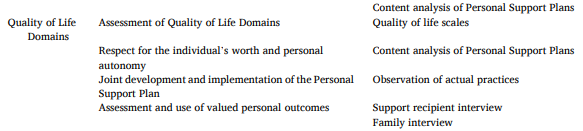 Content analysis of Personal Support Plans
Quality of Life Domains
Assessment of Quality of Life Domains
Quality of life scales
Respect for the individual's worth and personal autonomy
Content analysis of Personal Support Plans
Joint development and implementation of the Personal Support Plan
Observation of actual practices
Assessment and use of valued personal outcomes
Support recipient interview
Family interview